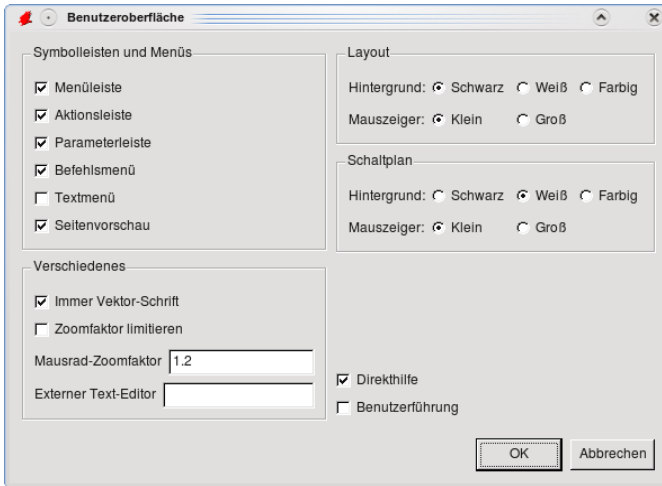 Benutzeroberfläche
Symbolleisten und Menüs
Menüleiste
Aktionsleiste
Parameterleiste
Befehlsmenü
Textmenü
Seitenvorschau
Layout
Hintergrund: Schwarz Weiß Farbig
Mauszeiger: Klein Groß
Schaltplan
Hintergrund: Schwarz Weiß Farbig
Mauszeiger: Klein Groß
Verschiedenes
Immer Vektor-Schrift
Zoomfaktor limitieren
Mausrad-Zoomfaktor 1.2
Externer Text-Editor
Direkthilfe
Benutzerführung
OK Abbrechen